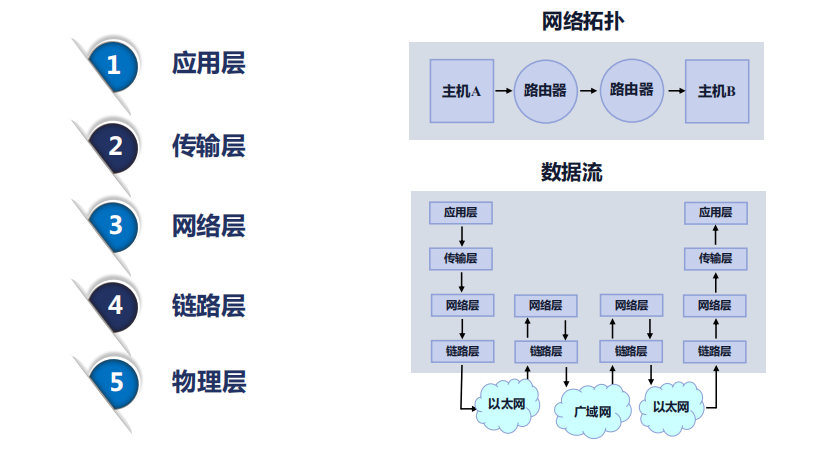 1
应用层
2
传输层
3
网络层
4
链路层
5
物理层
网络拓扑
主机A
路由器
路由器
主机B
数据流
应用层
应用层
传输层
传输层
网络层
网络层
网络层
网络层
链路层
链路层
链路层
链路层
以太网
广域网
以太网